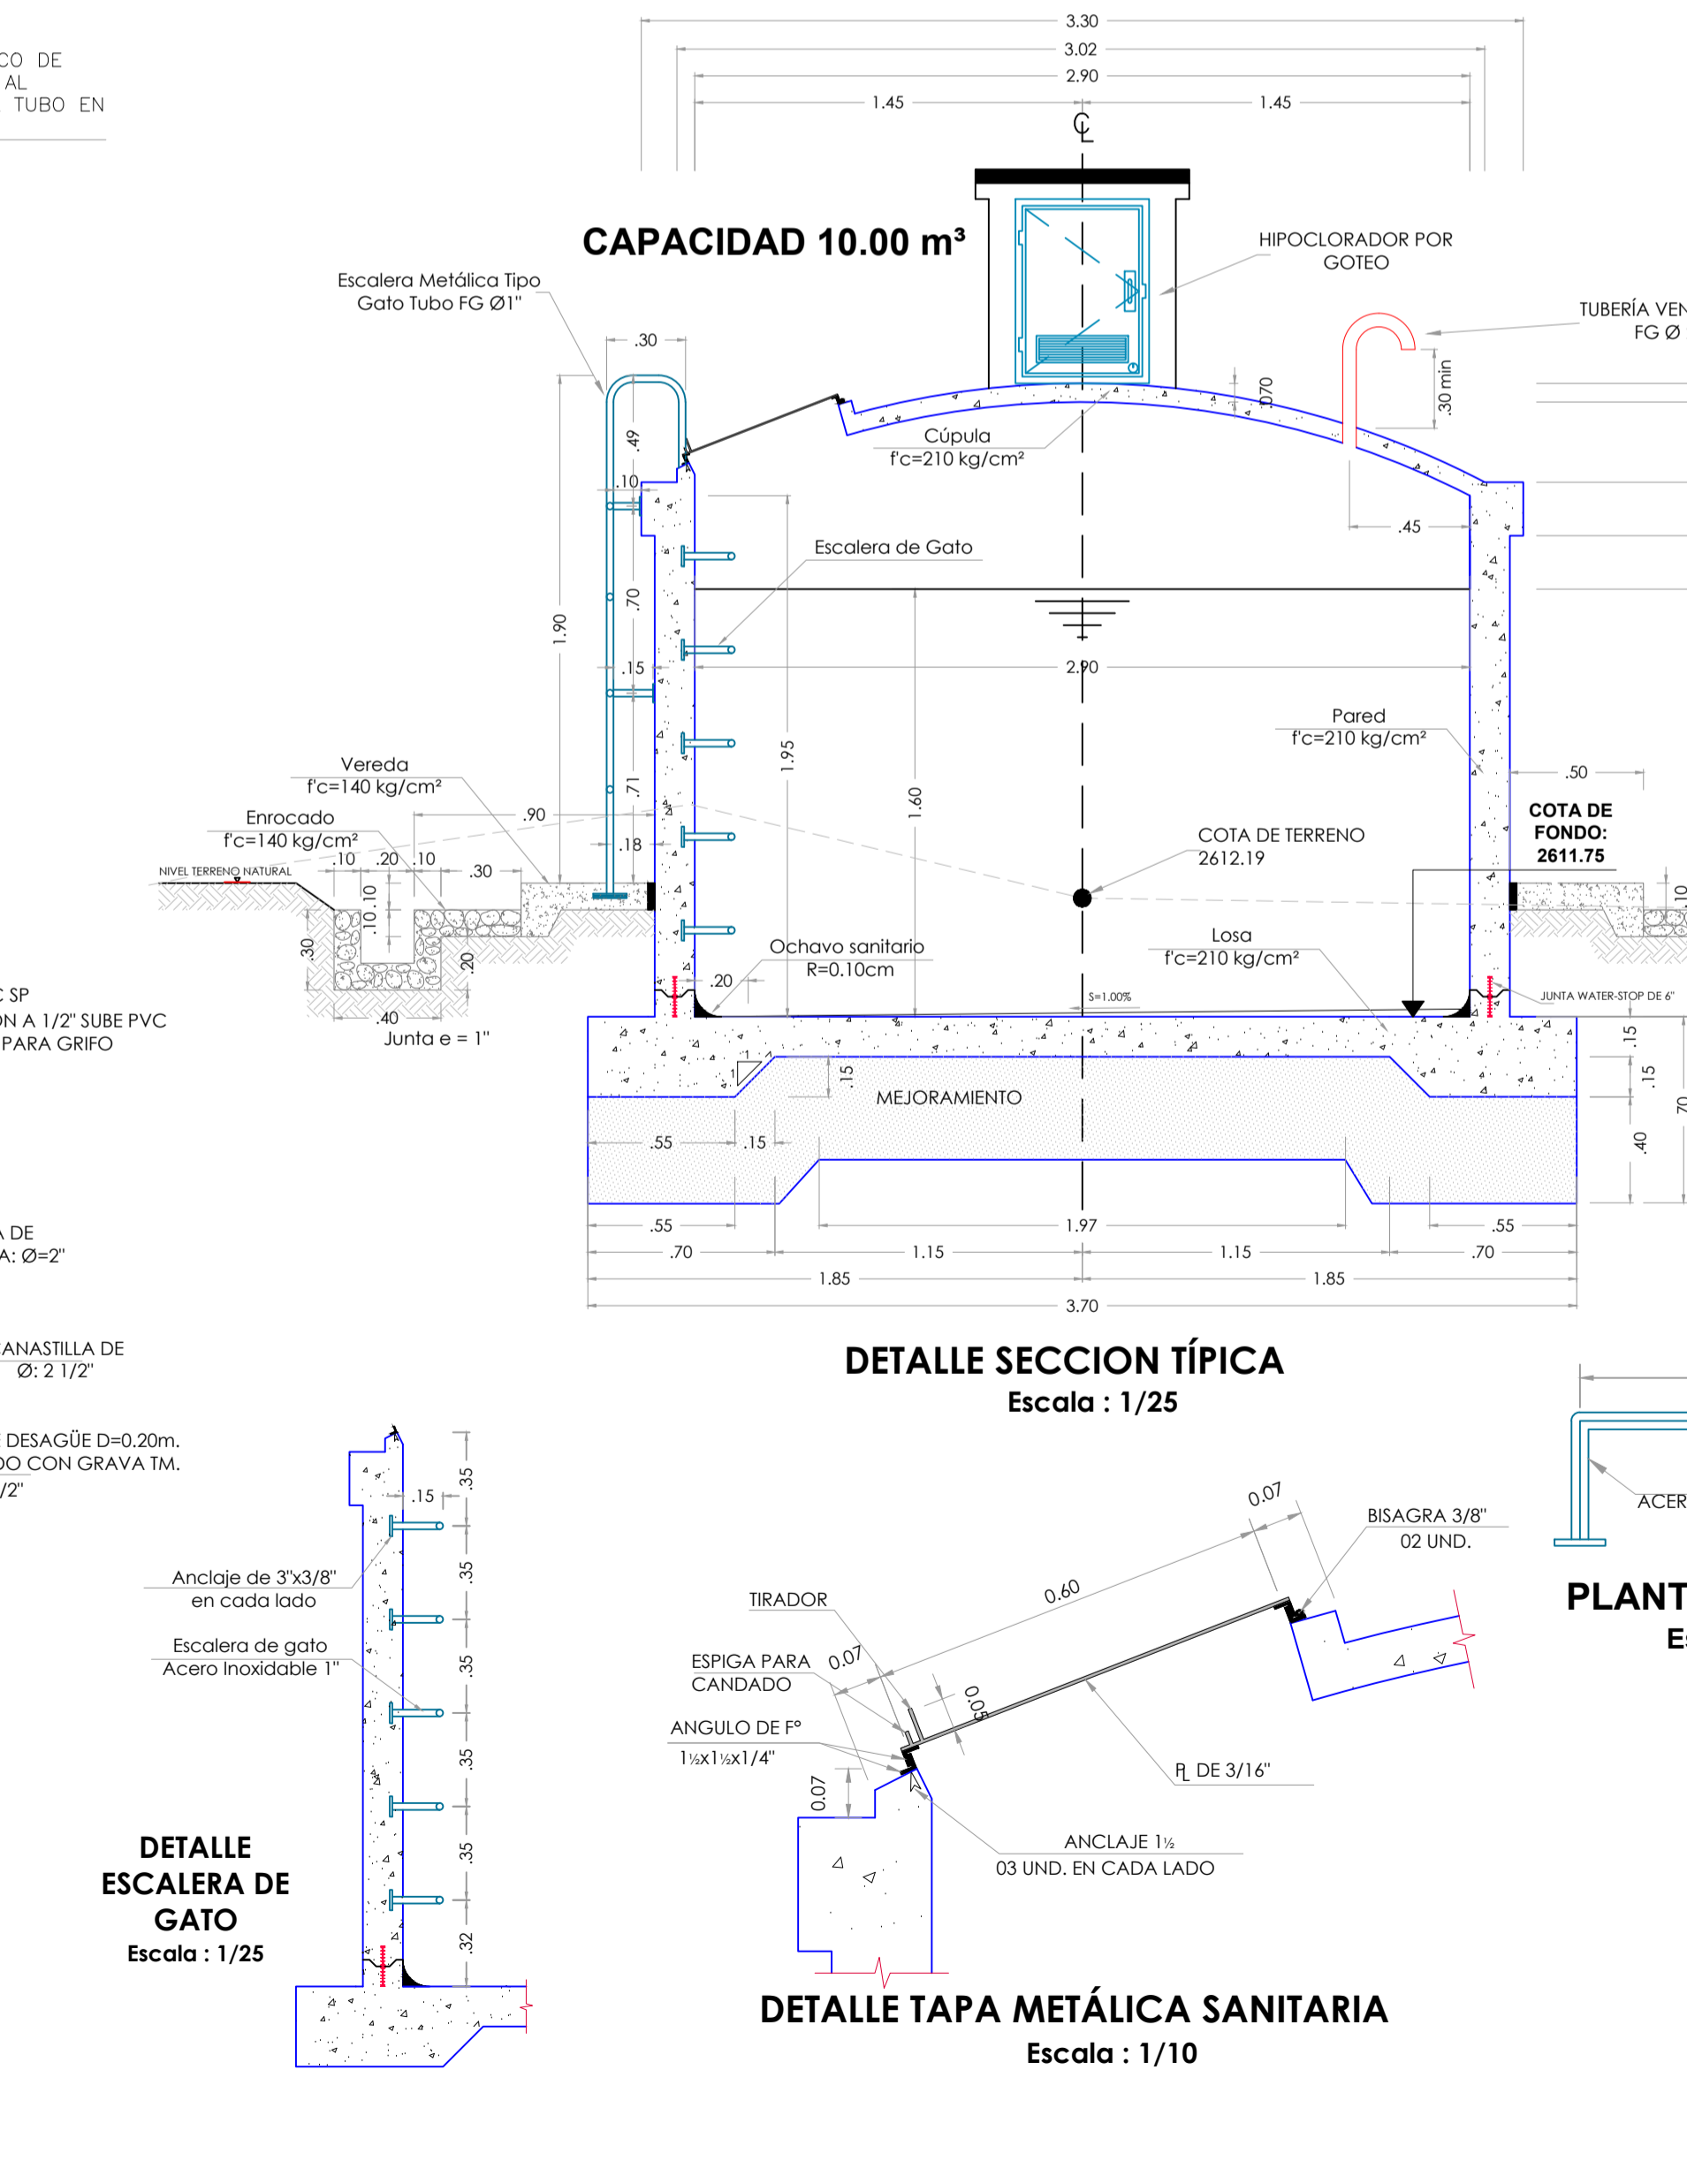 CO DE
AL
TUBO EN
3.30
3.02
2.90
1.45
1.45
CAPACIDAD 10.00 m³
HIPOCLORADOR POR
GOTEO
Escalera Metálica Tipo
Gato Tubo FG Ø1"
TUBERÍA VEN
FG Ø
.30
.30 min
.070
.49
Cúpula
f'c=210 kg/cm²
.10
.45
Escalera de Gato
.70
1.90
.15
2.90
Pared
f'c=210 kg/cm²
1.95
Vereda
f'c=140 kg/cm²
.71
1.60
.50
COTA DE
FONDO:
2611.75
Enrocado
f'c=140 kg/cm²
.90
COTA DE TERRENO
2612.19
.18
.10
.20
.10
.30
NIVEL TERRENO NATURAL
.10
.10
.30
.20
.10
Losa
f'c=210 kg/cm²
Ochavo sanitario
R=0.10cm
.20
S=1.00%
JUNTA WATER-STOP DE 6"
.40
Junta e = 1"
C SP
ON A 1/2" SUBE PVC
PARA GRIFO
.15
1
1
.15
.15
MEJORAMIENTO
.70
.55
.15
.40
A DE
A: Ø=2"
.55
1.97
.55
.70
1.15
1.15
.70
1.85
1.85
3.70
CANASTILLA DE
Ø: 2 1/2"
DETALLE SECCION TÍPICA
Escala : 1/25
E DESAGÜE D=0.20m.
DO CON GRAVA TM.
/2"
.35
.15
.35
.35
.35
.35
.32
Anclaje de 3"x3/8"
en cada lado
Escalera de gato
Acero Inoxidable 1"
DETALLE
ESCALERA DE
GATO
Escala : 1/25
0.07
BISAGRA 3/8"
02 UND.
0.60
TIRADOR
0.07
ESPIGA PARA
CANDADO
0.05
ANGULO DE Fº
1½x1½x1/4"
PL DE 3/16"
0.07
ANCLAJE 1½
03 UND. EN CADA LADO
DETALLE TAPA METÁLICA SANITARIA
Escala : 1/10
ACER
PLANT
Es